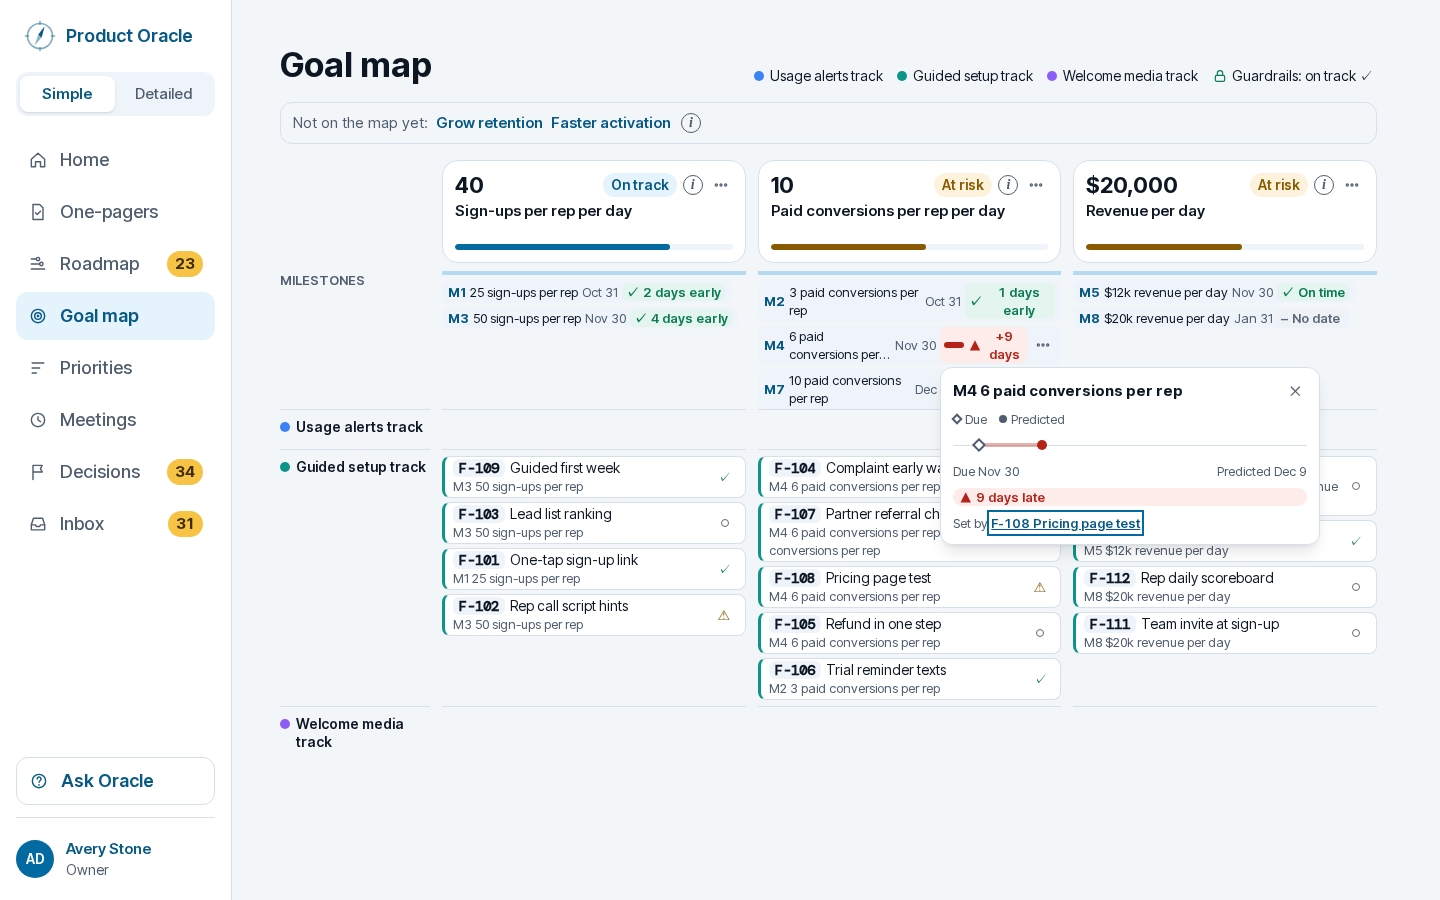 Product Oracle
Simple
Detailed
Home
One-pagers
Roadmap
23
Goal map
Priorities
Meetings
Decisions
34
Inbox
31
Ask Oracle
AD
Avery Stone
Owner
Goal map
Usage alerts track
Guided setup track
Welcome media track
Guardrails: on track ✓
Not on the map yet: Grow retention Faster activation i
40
On track
i
•••
Sign-ups per rep per day
10
At risk
i
•••
Paid conversions per rep per day
$20,000
At risk
i
•••
Revenue per day
MILESTONES
M1 25 sign-ups per rep Oct 31 ✓ 2 days early
M3 50 sign-ups per rep Nov 30 ✓ 4 days early
M2 3 paid conversions per rep Oct 31 ✓ 1 days early
M4 6 paid conversions per… Nov 30 ▲ +9 days •••
M7 10 paid conversions per rep Dec
M5 $12k revenue per day Nov 30 ✓ On time
M8 $20k revenue per day Jan 31 – No date
M4 6 paid conversions per rep
Due
Predicted
Due Nov 30
Predicted Dec 9
▲ 9 days late
Set by F-108 Pricing page test
Usage alerts track
Guided setup track
F-109 Guided first week
M3 50 sign-ups per rep
✓
F-103 Lead list ranking
M3 50 sign-ups per rep
F-101 One-tap sign-up link
M1 25 sign-ups per rep
✓
F-102 Rep call script hints
M3 50 sign-ups per rep
⚠
F-104 Complaint early
M4 6 paid conversions per rep
F-107 Partner referral
M4 6 paid conversions per rep
conversions per rep
F-108 Pricing page test
M4 6 paid conversions per rep
⚠
F-105 Refund in one step
M4 6 paid conversions per rep
F-106 Trial reminder texts
M2 3 paid conversions per rep
✓
M5 $12k revenue per day
✓
F-112 Rep daily scoreboard
M8 $20k revenue per day
F-111 Team invite at sign-up
M8 $20k revenue per day
Welcome media
track